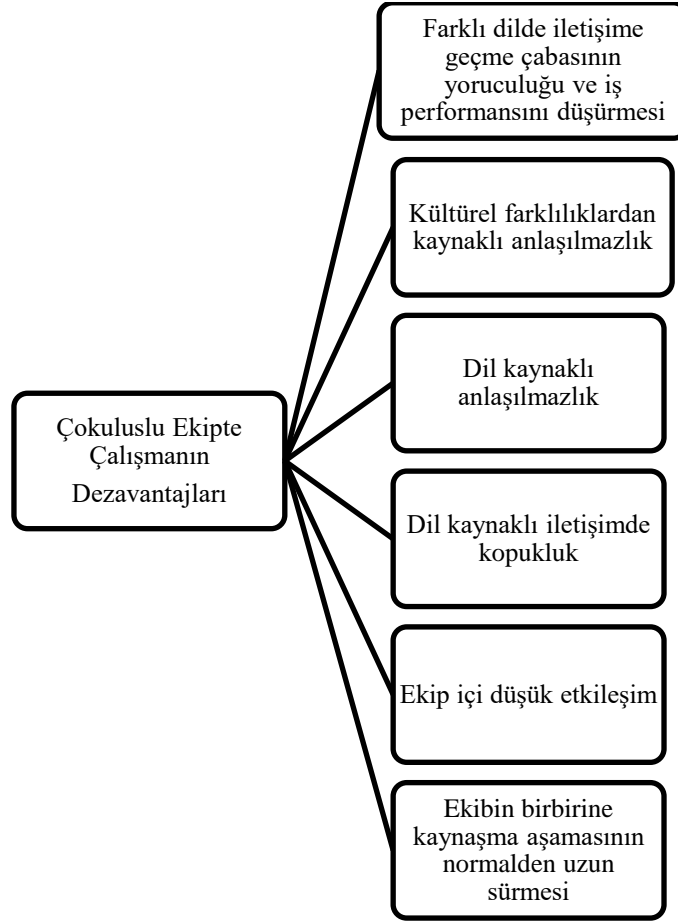 Farklı dilde iletişime
geçme çabasının
yoruculuğu ve iş
performansını düşürmesi
Kültürel farklılıklardan
kaynaklı anlaşılmazlık
Dil kaynaklı
anlaşılmazlık
Çokuluslu Ekipte
Çalışmanın
Dezavantajları
Dil kaynaklı iletişimde
kopukluk
Ekip içi düşük etkileşim
Ekibin birbirine
kaynaşma aşamasının
normalden uzun
sürmesi